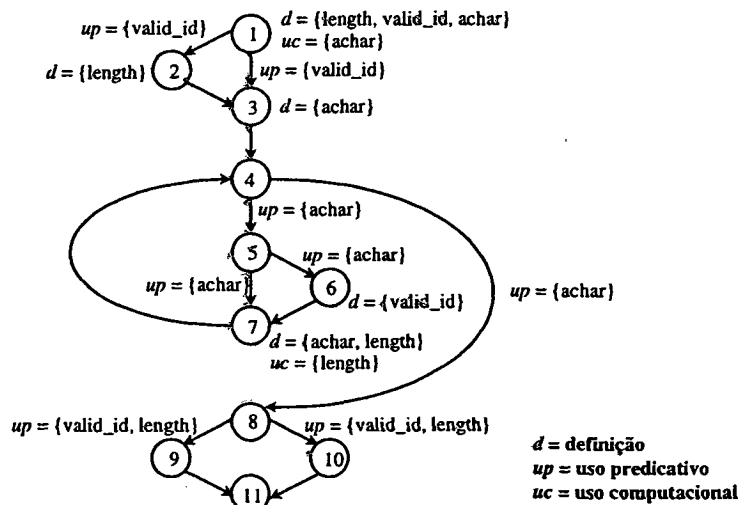 d = {length, valid_id, achar}
up = {valid_id}
1
uc = {achar}
d = {length}
2
up = {valid_id}
3
d = {achar}
4
up = {achar}
5
up = {achar}
up = {achar}
6
up = {achar}
d = {valid_id}
7
d = {achar, length}
uc = {length}
up = {valid_id, length}
8
up = {valid_id, length}
9
10
11
d = definição
up = uso predicativo
uc = uso computacional